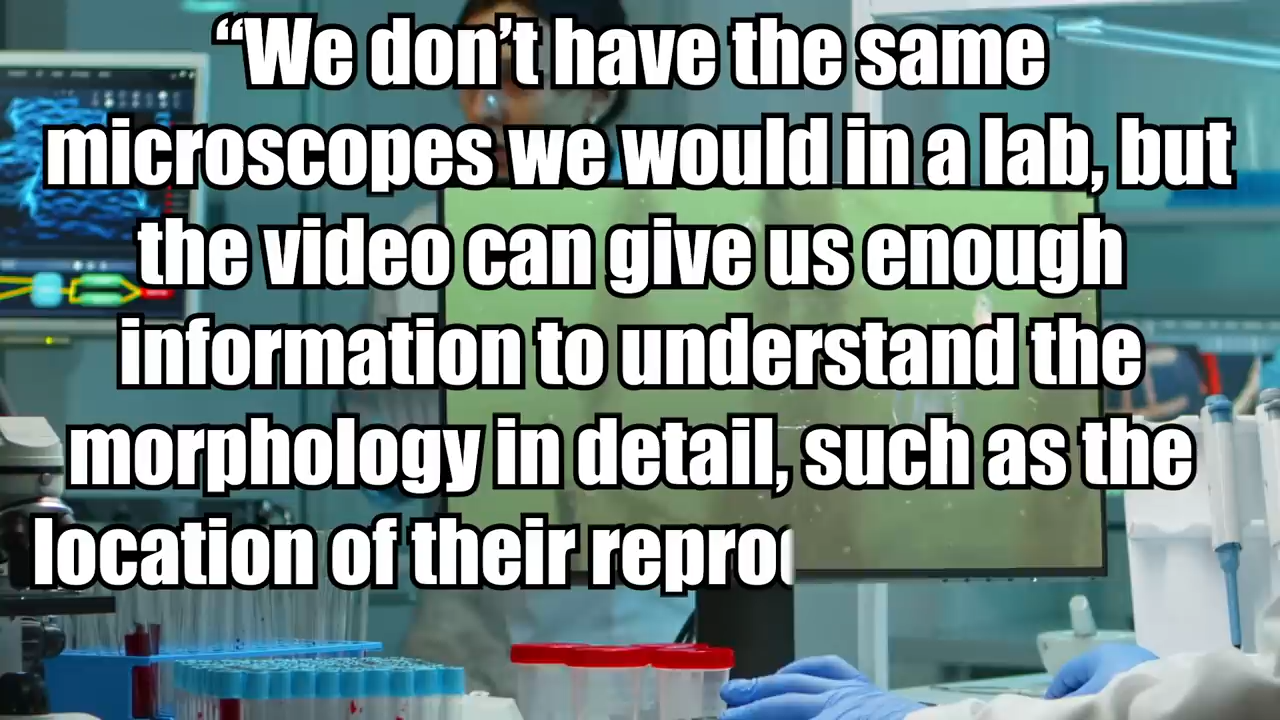 “We don’t have the same
microscopes we would in a lab, but
the video can give us enough
information to understand the
morphology in detail, such as the
location of their